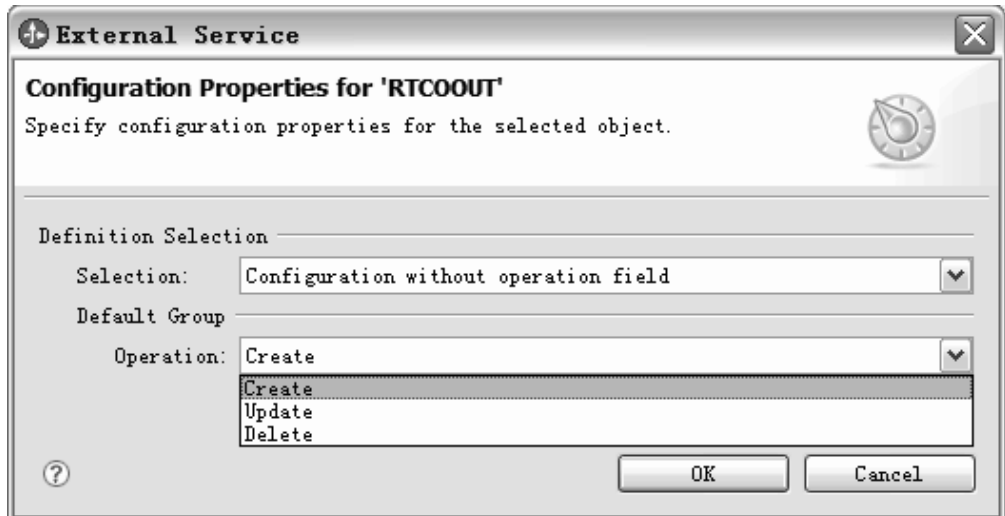 External Service
Configuration Properties for 'RTCOOUT'
Specify configuration properties for the selected object.
Definition Selection
Selection: Configuration without operation field
Default Group
Operation: Create
Create
Update
Delete
? OK Cancel